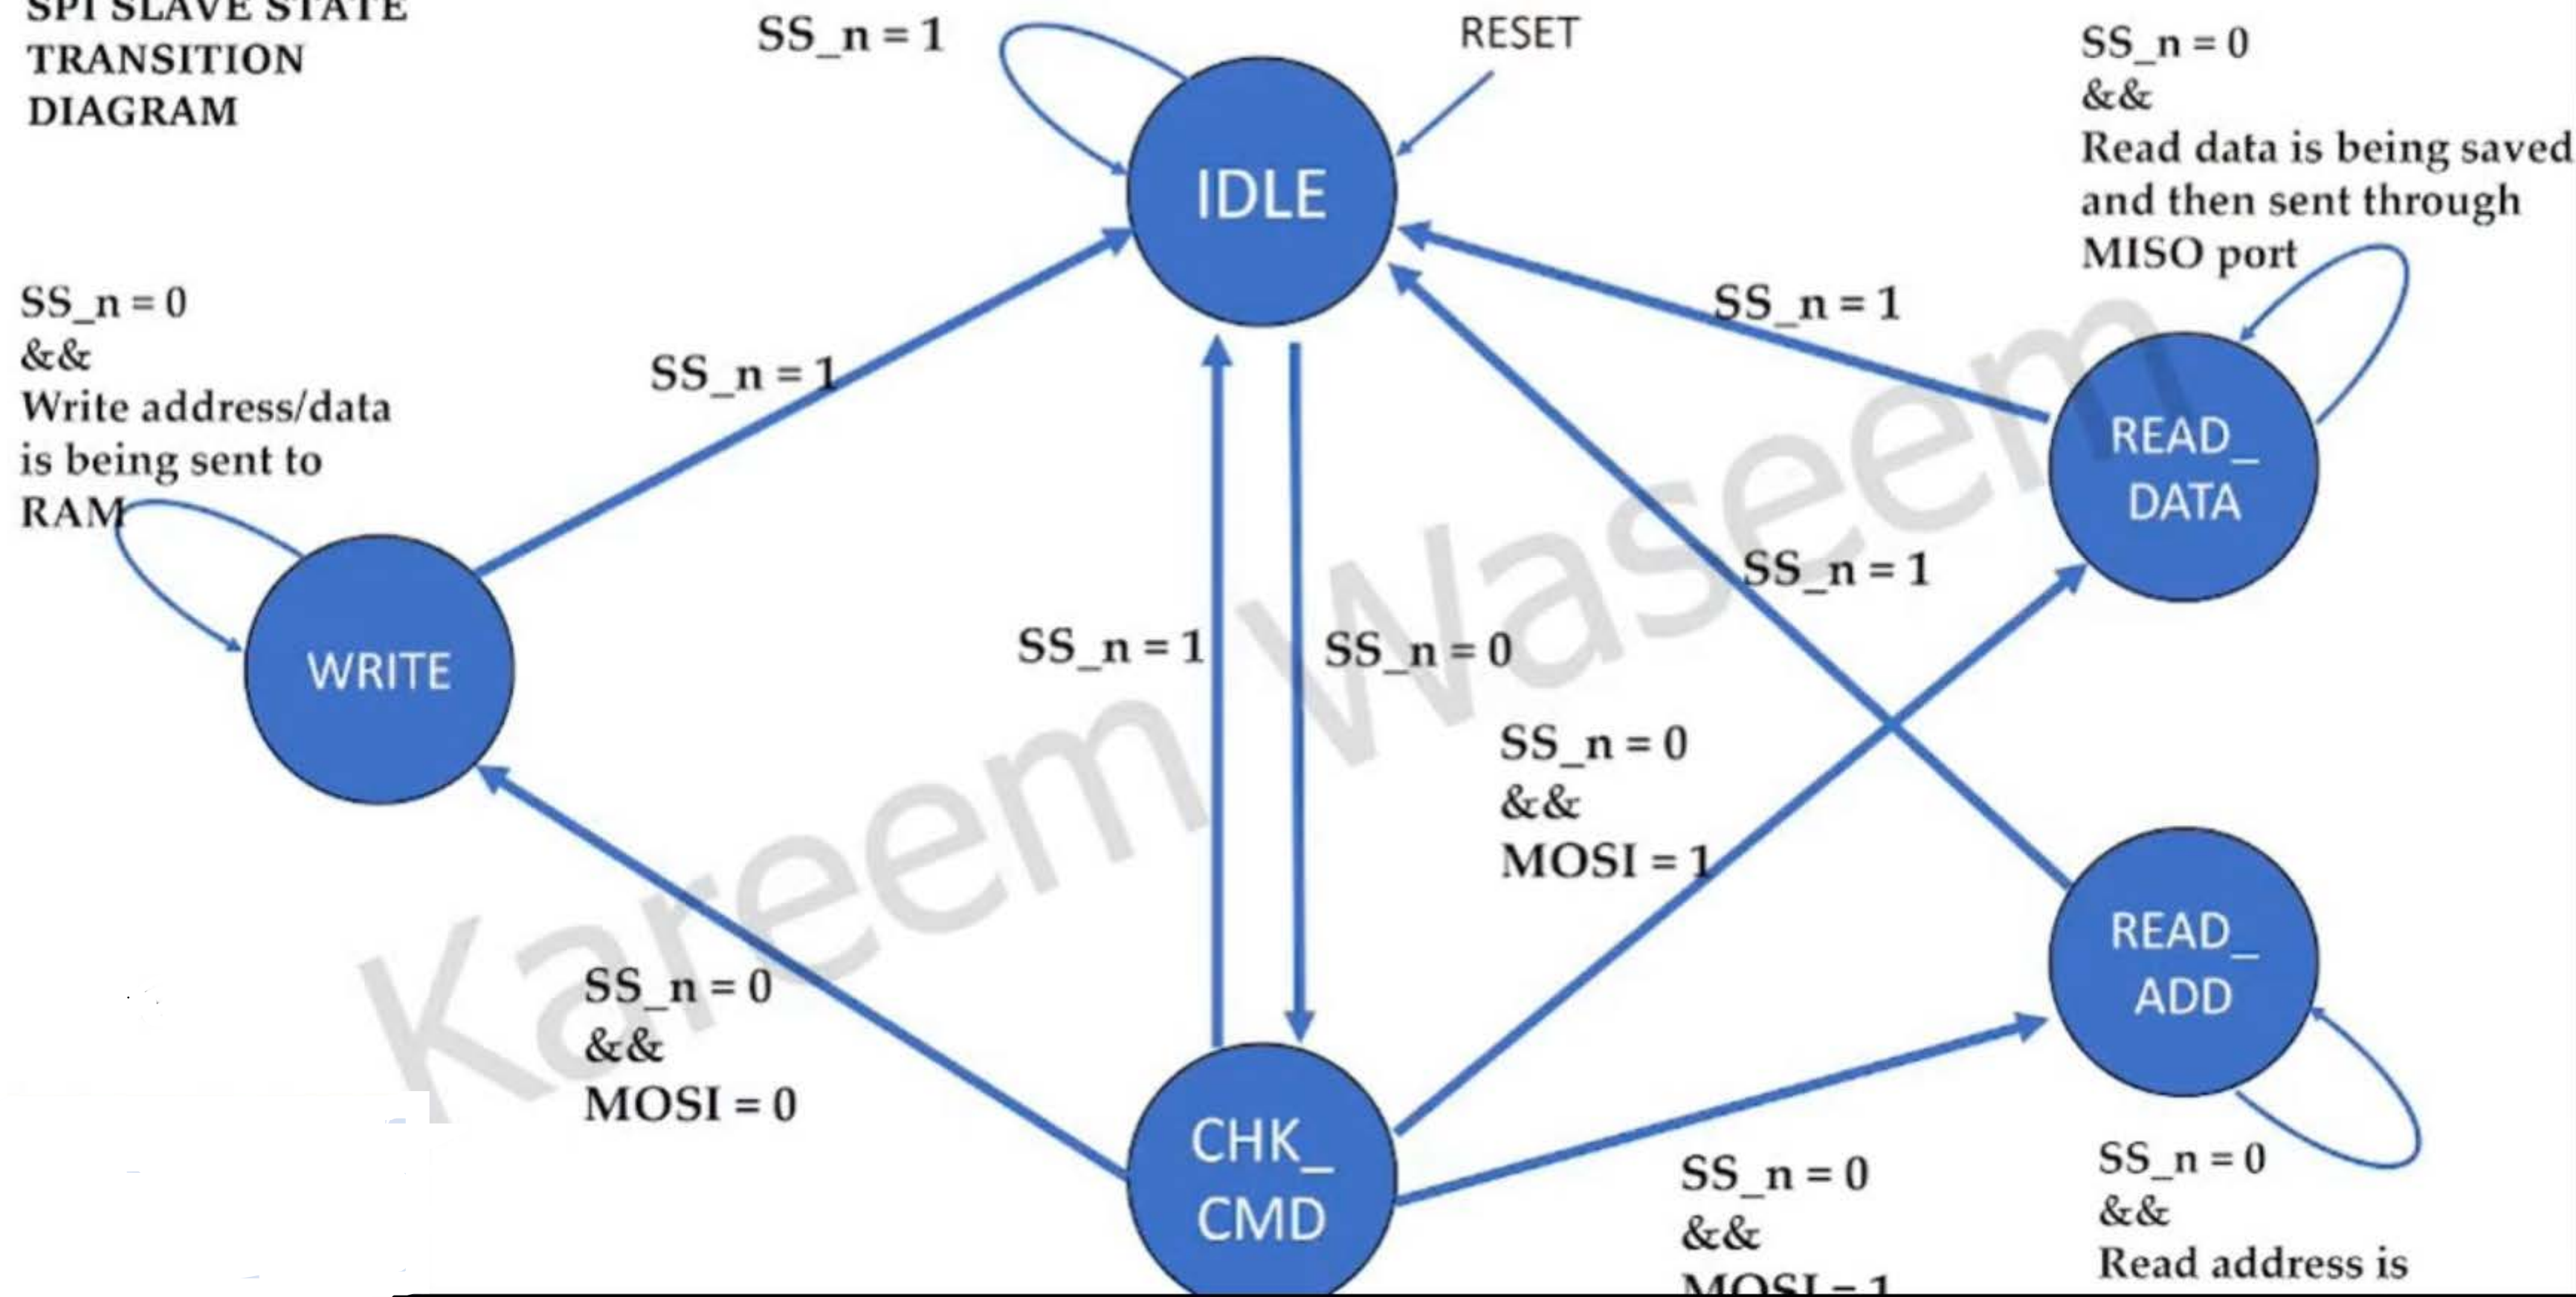 SPI SLAVE STATE
TRANSITION
DIAGRAM
SS_n = 1
RESET
IDLE
SS_n = 0
&&
Read data is being saved
and then sent through
MISO port
SS_n = 1
READ_
DATA
SS_n = 0
&&
Write address/data
is being sent to
RAM
SS_n = 1
WRITE
SS_n = 1
SS_n = 0
SS_n = 1
SS_n = 0
&&
MOSI = 1
Kareem Waseem
READ_
ADD
SS_n = 0
&&
MOSI = 0
CHK_
CMD
SS_n = 0
&&
MOSI = 1
SS_n = 0
&&
Read address is